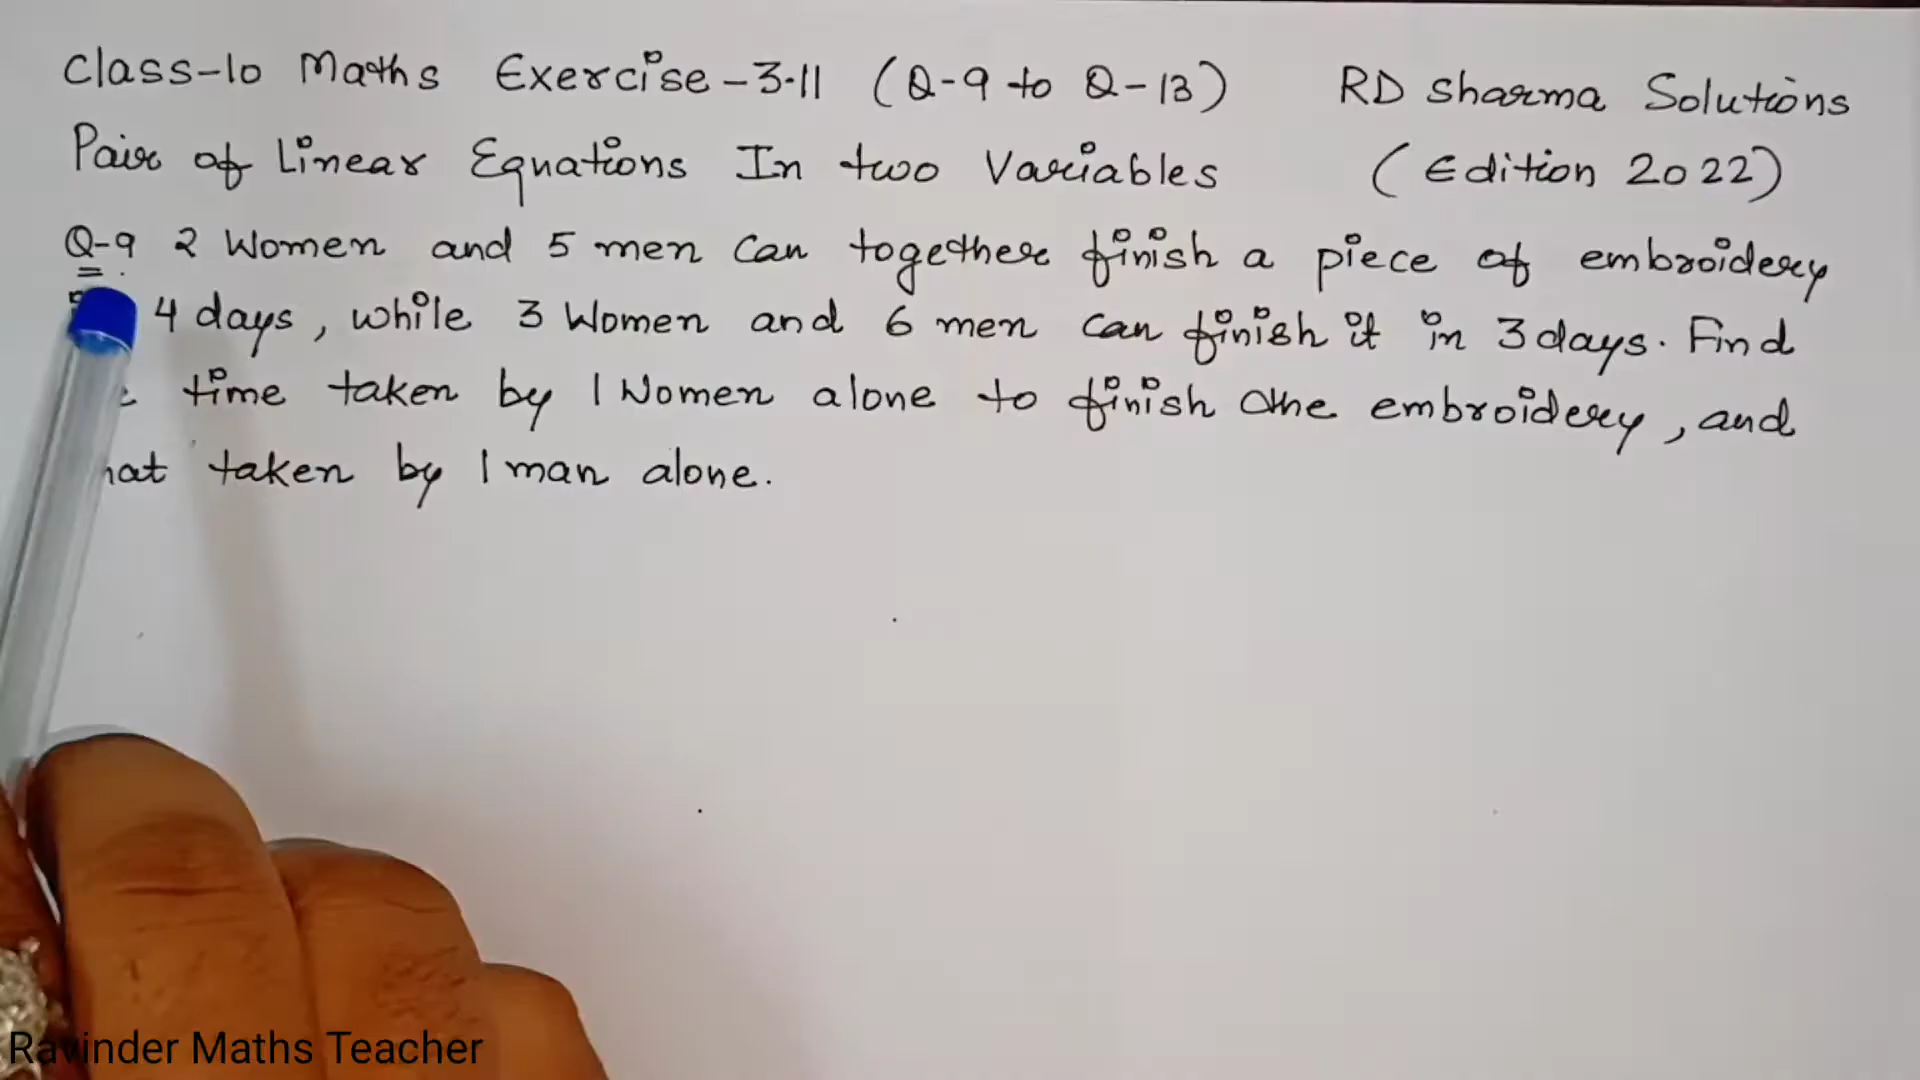 Class-10 Maths Exercise-3.11 (Q-9 to Q-13) RD Sharma Solutions
Pair of Linear Equations In two Variables (Edition 2022)
Q-9 2 Women and 5 men can together finish a piece of embroidery
4 days, while 3 Women and 6 men can finish it in 3 days. Find
time taken by 1 Women alone to finish the embroidery, and
taken by 1 man alone.
Ravinder Maths Teacher